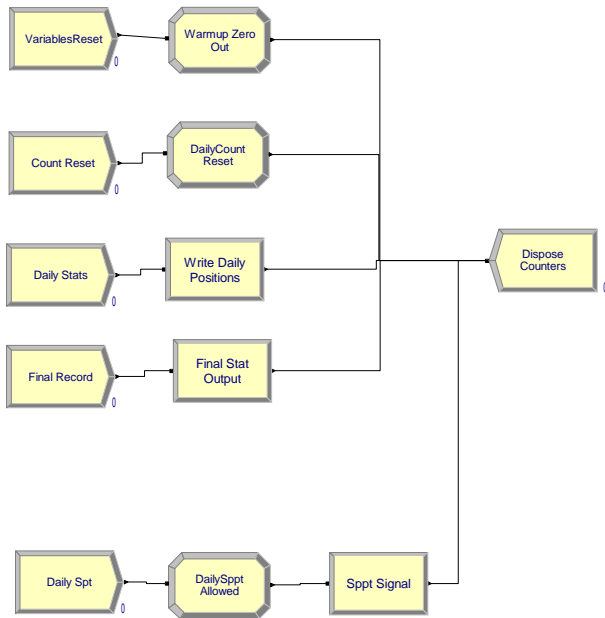 VariablesReset
0
Warmup Zero
Out
Count Reset
0
DailyCount
Reset
Daily Stats
0
Write Daily
Positions
Dispose
Counters
0
Final Record
0
Final Stat
Output
Daily Spt
0
DailySppt
Allowed
Sppt Signal